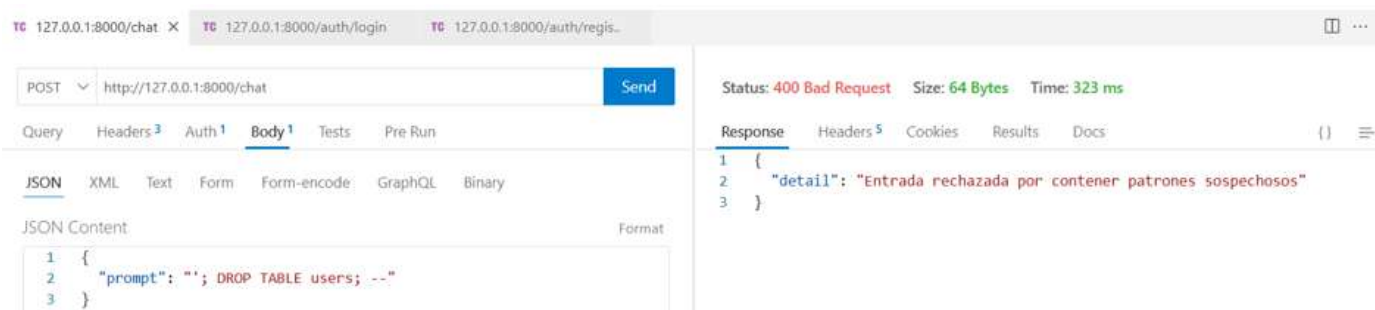 TC 127.0.0.1:8000/chat × TC 127.0.0.1:8000/auth/login TC 127.0.0.1:8000/auth/regis..
POST http://127.0.0.1:8000/chat Send
Status: 400 Bad Request Size: 64 Bytes Time: 323 ms
Query Headers 3 Auth 1 Body 1 Tests Pre Run
Response Headers 5 Cookies Results Docs {}
JSON XML Text Form Form-encode GraphQL Binary
JSON Content Format
1 {
2 "prompt": "'; DROP TABLE users; --"
3 }
1 {
2 "detail": "Entrada rechazada por contener patrones sospechosos"
3 }